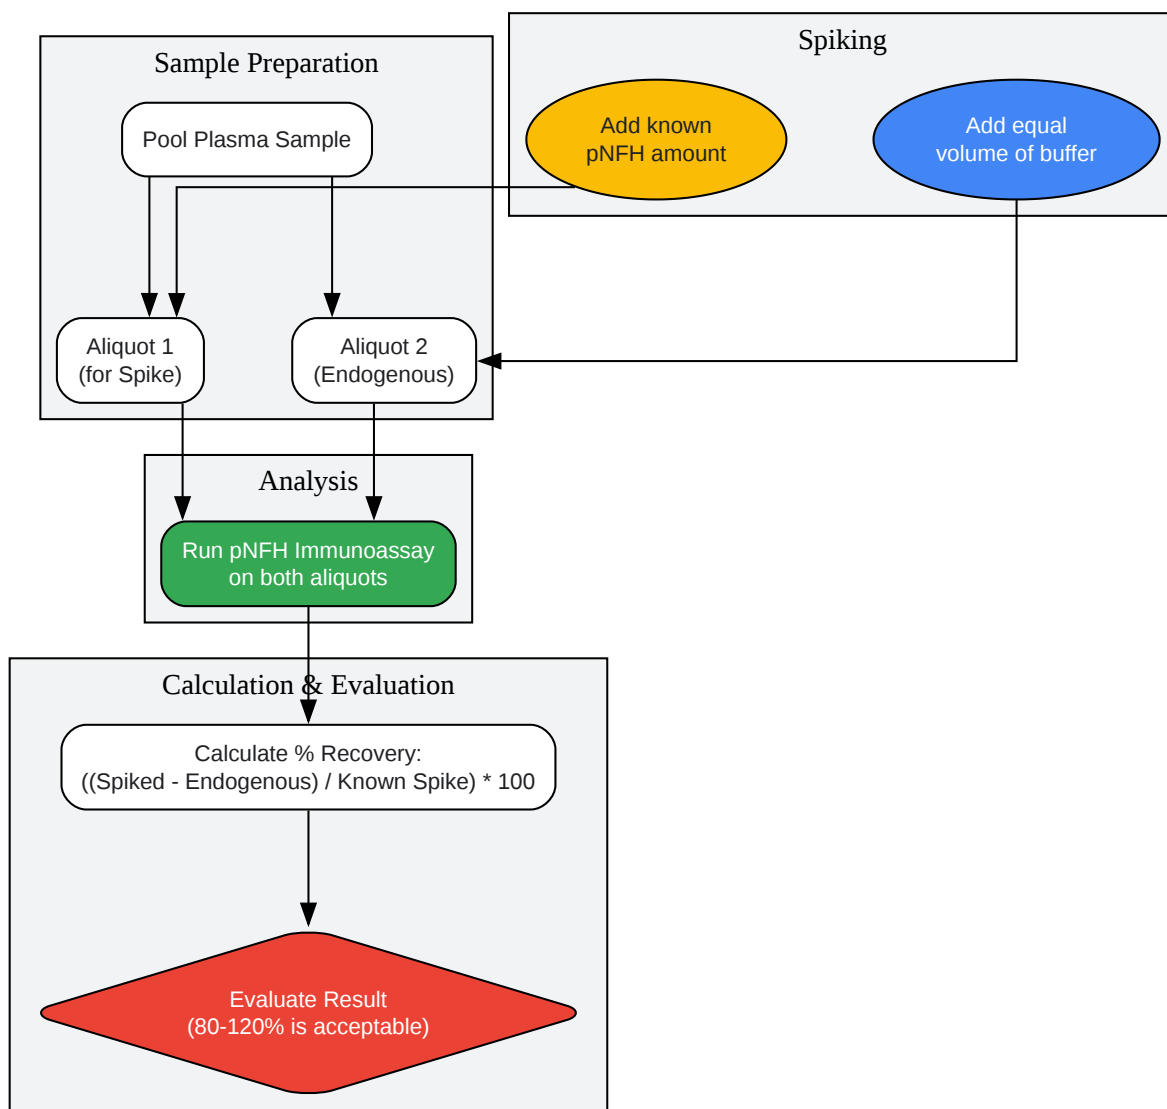 Sample Preparation
Pool Plasma Sample
Spiking
Add known
pNFH amount
Add equal
volume of buffer
Aliquot 1
(for Spike)
Aliquot 2
(Endogenous)
Analysis
Run pNFH Immunoassay
on both aliquots
Calculation & Evaluation
Calculate % Recovery:
((Spiked - Endogenous) / Known Spike) * 100
Evaluate Result
(80-120% is acceptable)